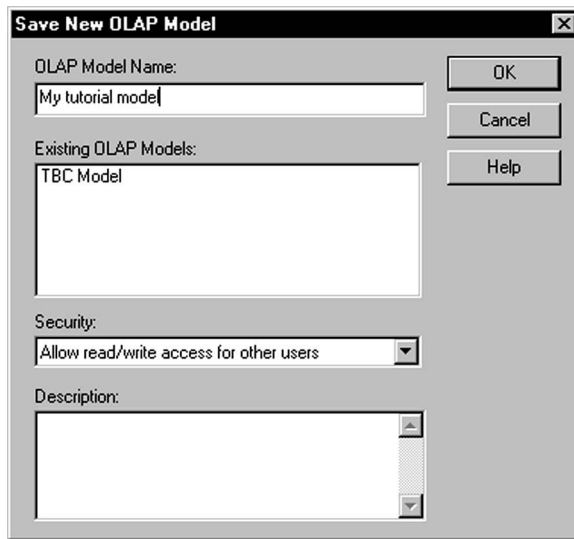 Save New OLAP Model
OLAP Model Name:
My tutorial model
Existing OLAP Models:
TBC Model
Security:
Allow read/write access for other users
Description:
OK
Cancel
Help